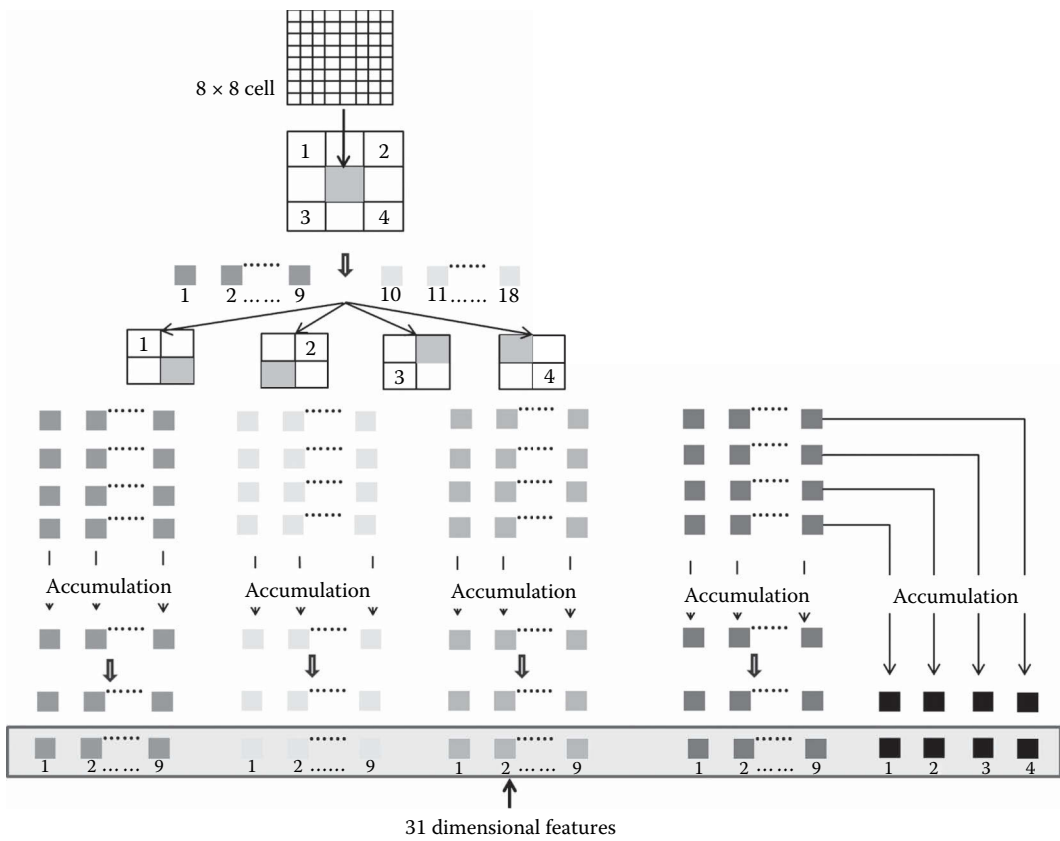 8 × 8 cell
1 2
3 4
1 2 ...... 9 10 11 ...... 18
1 2 3 4
Accumulation Accumulation Accumulation Accumulation Accumulation
1 2 ...... 9 1 2 ...... 9 1 2 ...... 9 1 2 ...... 9 1 2 3 4
31 dimensional features